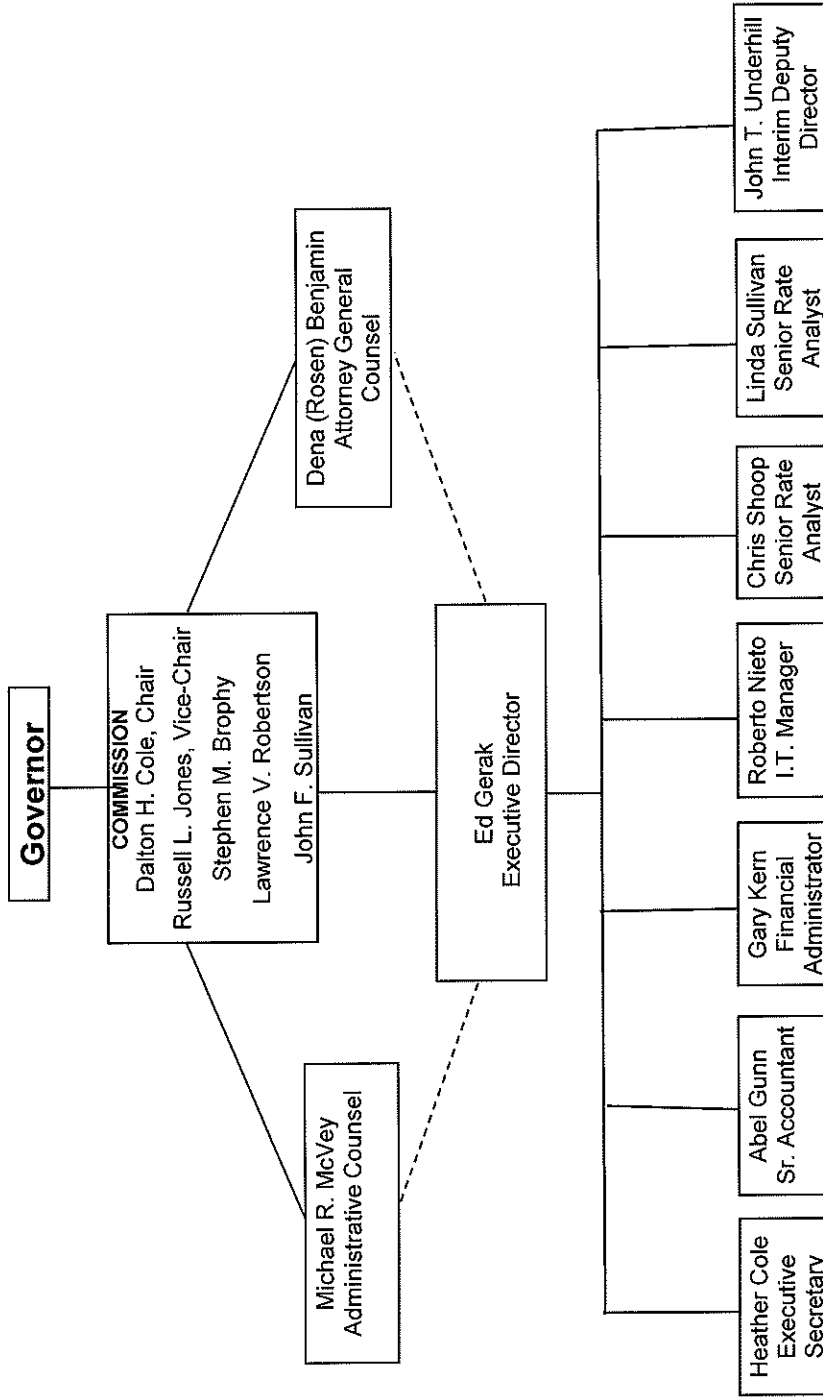 Governor
COMMISSION
Dalton H. Cole, Chair
Russell L. Jones, Vice-Chair
Stephen M. Brophy
Lawrence V. Robertson
John F. Sullivan
Michael R. McVey
Administrative Counsel
Dena (Rosen) Benjamin
Attorney General
Counsel
Ed Gerak
Executive Director
Heather Cole
Executive
Secretary
Abel Gunn
Sr. Accountant
Gary Kern
Financial
Administrator
Roberto Nieto
I.T. Manager
Chris Shoop
Senior Rate
Analyst
Linda Sullivan
Senior Rate
Analyst
John T. Underhill
Interim Deputy
Director